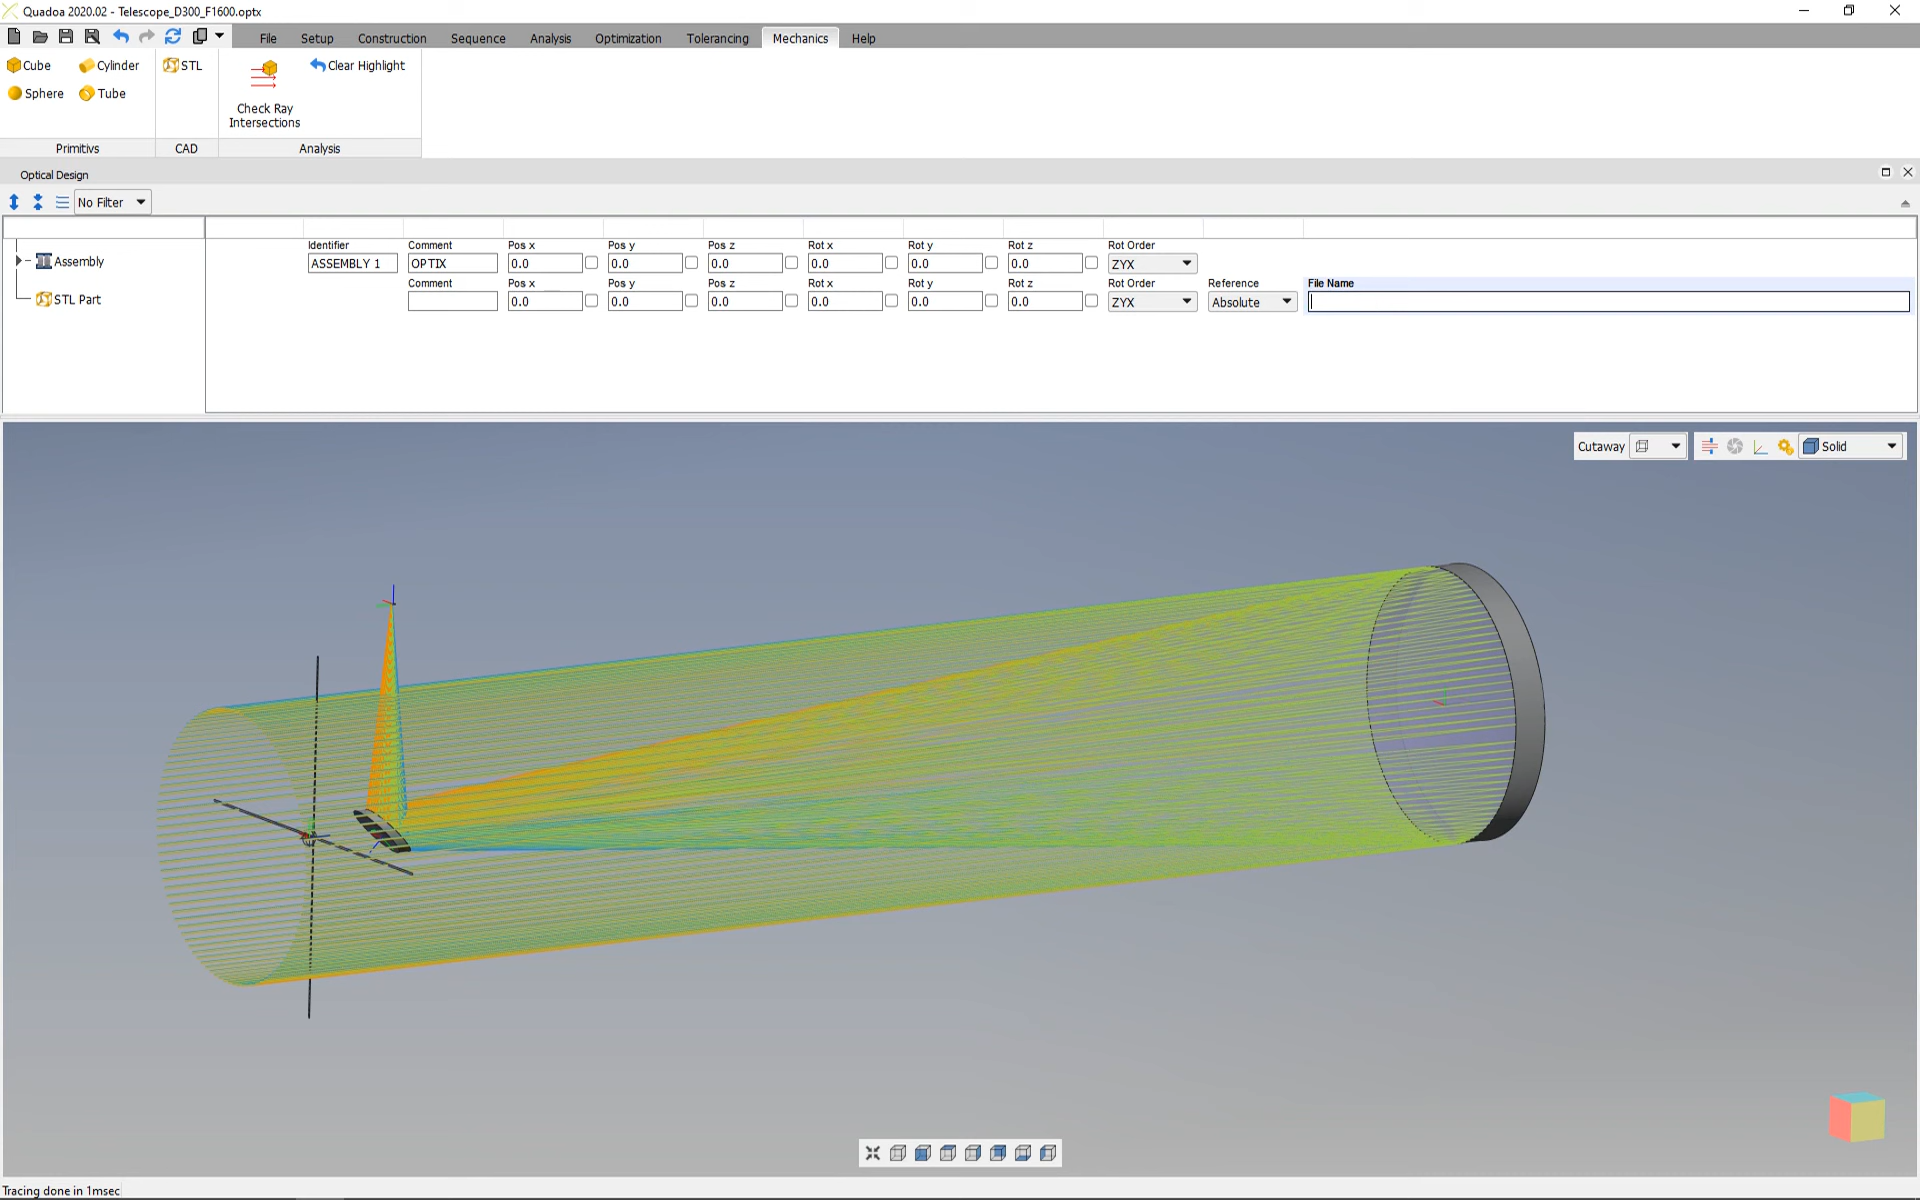 Quadoa 2020.02 - Telescope_D300_F1600.optx
File Setup Construction Sequence Analysis Optimization Tolerancing Mechanics Help
Cube Cylinder STL Clear Highlight
Sphere Tube
Check Ray
Intersections
Primitivs CAD Analysis
Optical Design
No Filter
Identifier Comment Pos x Pos y Pos z Rot x Rot y Rot z Rot Order
Assembly ASSEMBLY 1 OPTIX 0.0 0.0 0.0 0.0 0.0 0.0 ZYX
Comment Pos x Pos y Pos z Rot x Rot y Rot z Rot Order Reference File Name
STL Part 0.0 0.0 0.0 0.0 0.0 0.0 ZYX Absolute
Cutaway Solid
Tracing done in 1msec